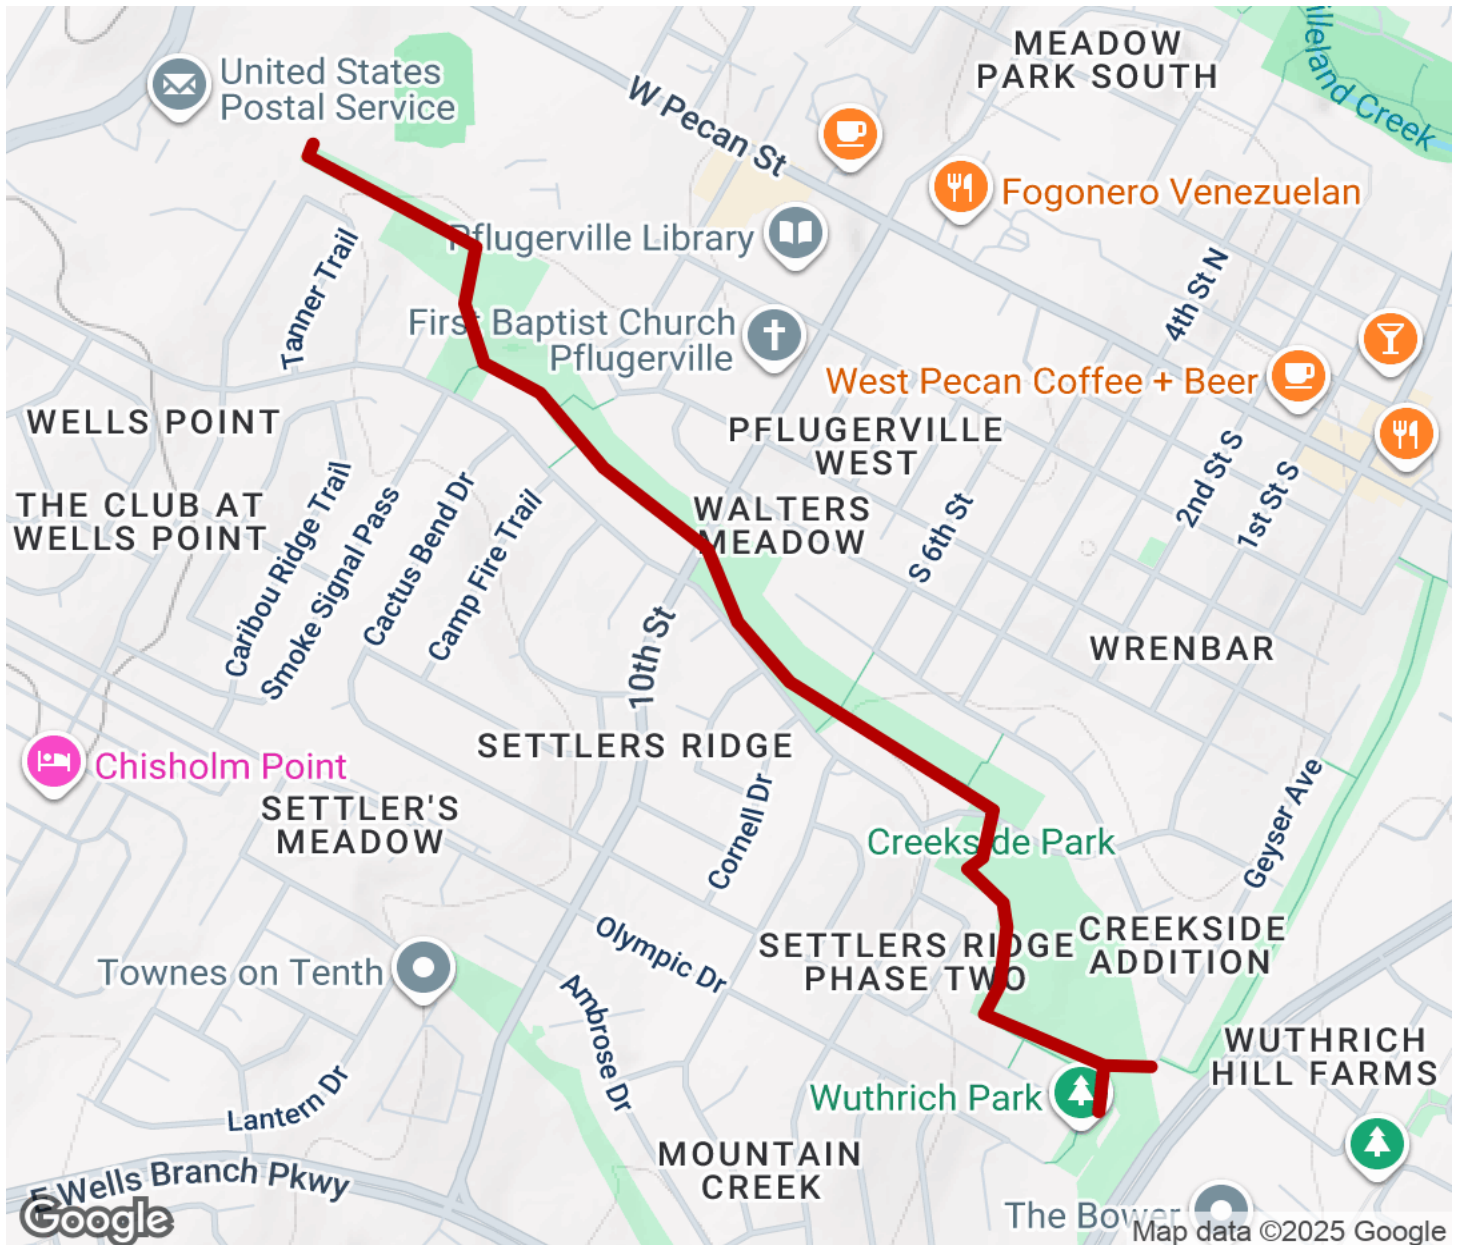 MEADOW
PARK SOUTH
illeland Creek
United States
Postal Service
W Pecan St
Fogonero Venezuelan
Pflugerville Library
Tanner Trail
4th St N
First Baptist Church
Pflugerville
West Pecan Coffee + Beer
WELLS POINT
PFLUGERVILLE
WEST
THE CLUB AT
WELLS POINT
WALTERS
MEADOW
2nd St S
1st St S
Caribou Ridge Trail
Smoke Signal Pass
Cactus Bend Dr
Camp Fire Trail
S 6th St
10th St
WRENBAR
SETTLERS RIDGE
Chisholm Point
SETTLER'S
MEADOW
Cornell Dr
Geyser Ave
Creekside Park
Olympic Dr
SETTLERS RIDGE
PHASE TWO
CREEKSIDE
ADDITION
Townes on Tenth
Ambrose Dr
WUTHRICH
HILL FARMS
Lantern Dr
Wuthrich Park
MOUNTAIN
CREEK
E Wells Branch Pkwy
The Bower
Google
Map data ©2025 Google